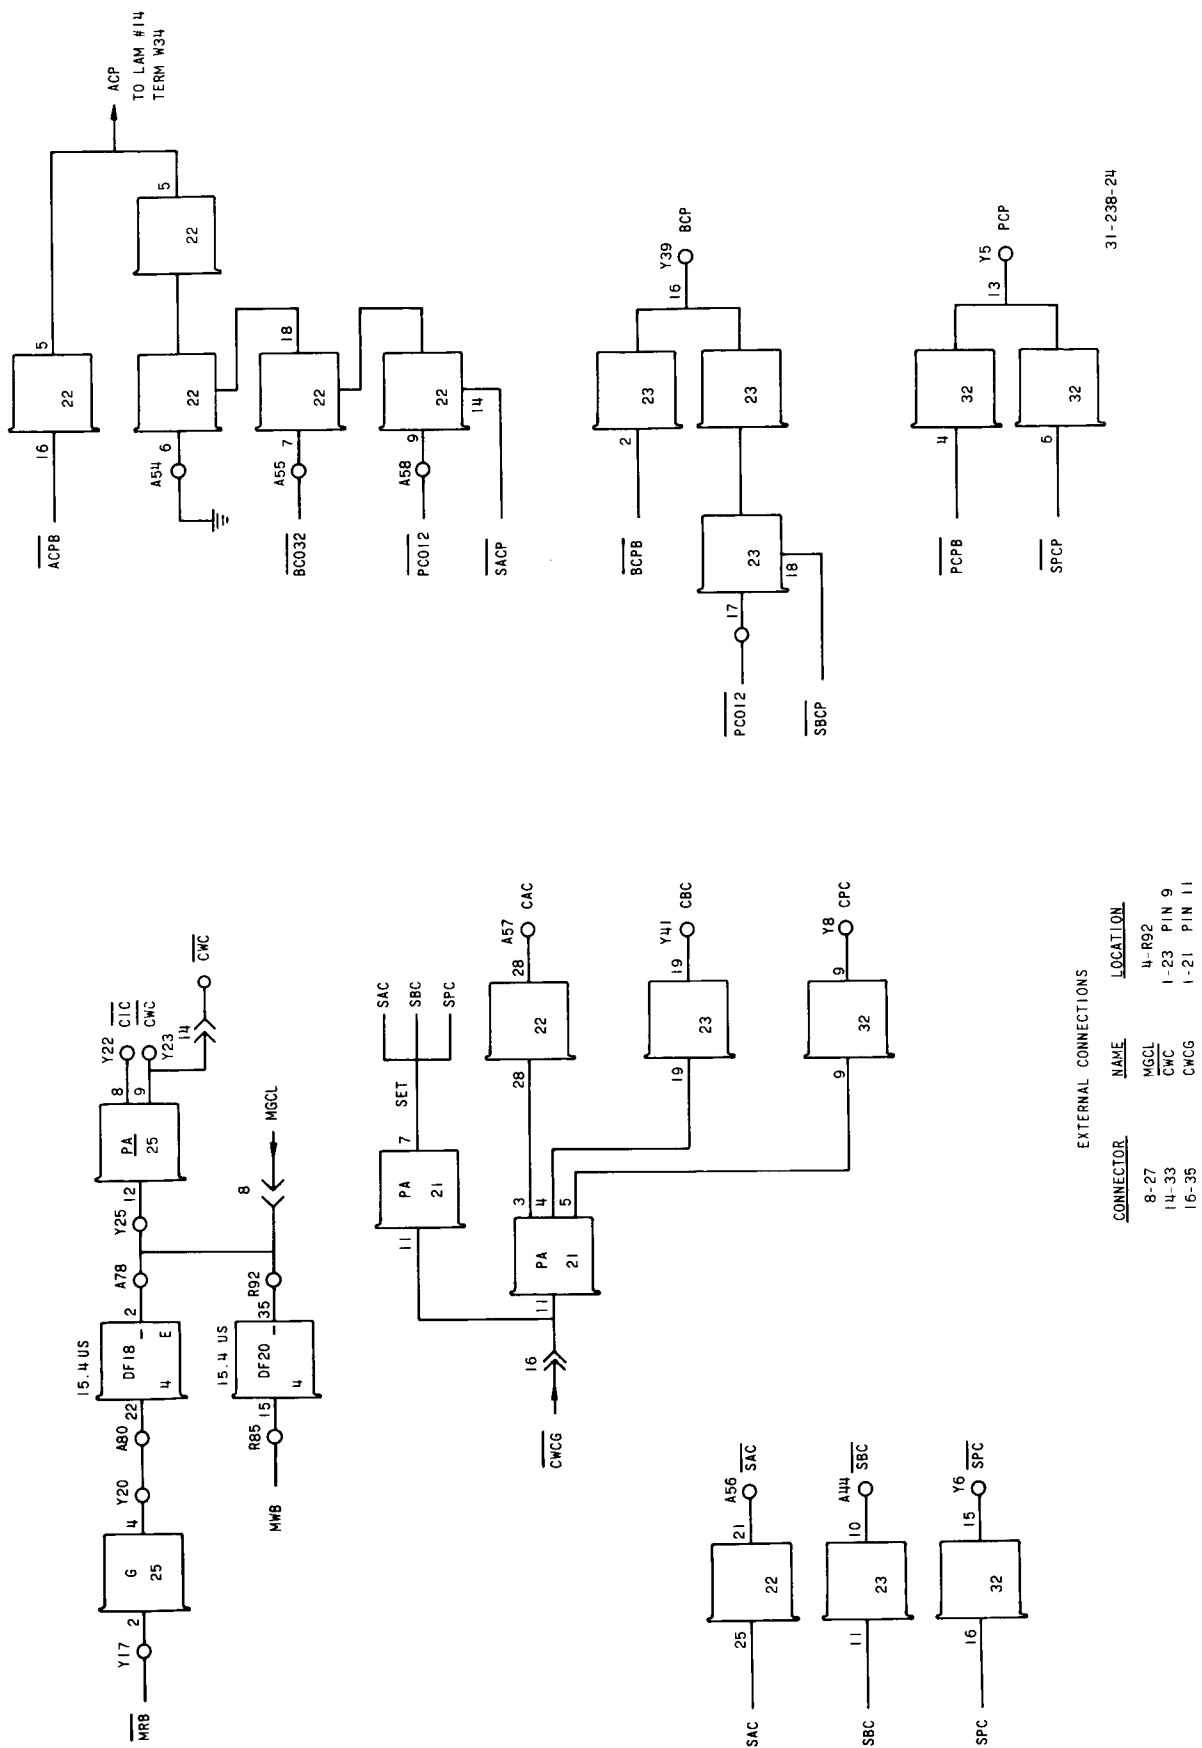 MRB
Y17
2
G
25
4
Y20
A80
22
15.4 US
DF18
E
4
2
A78
Y25
12
PA
25
8
9
Y22
CIC
CWC
Y23
14
CWC
MWB
R85
15
15.4 US
DF20
4
35
R92
8
MGCL
CWCG
16
11
PA
21
7
SET
SAC
SBC
SPC
11
PA
21
3
4
5
28
22
28
A57
CAC
19
23
19
Y41
CBC
9
32
9
Y8
CPC
SAC
25
22
21
A56
SAC
SBC
11
23
10
A44
SBC
SPC
16
32
15
Y6
SPC
EXTERNAL CONNECTIONS
CONNECTOR NAME LOCATION
8-27 MGCL 4-R92
14-33 CWC 1-23 PIN 9
16-35 CWCG 1-21 PIN 11
ACPB
16
22
5
ACP
TO LAM #14
TERM W34
A54
6
22
22
5
BC032
A55
7
22
18
PC012
A58
9
22
14
SACP
BCPB
2
23
16
Y39
BCP
23
PC012
17
23
18
SBCP
PCPB
4
32
13
Y5
PCP
SPCP
6
32
31-238-24